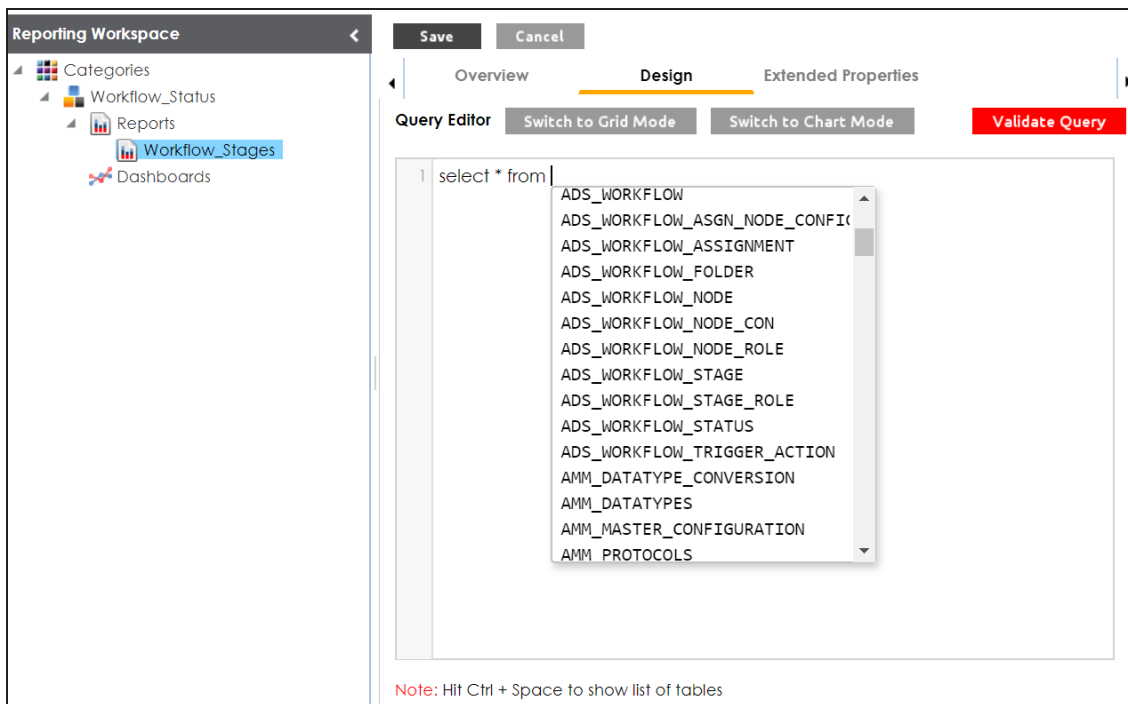 Reporting Workspace
Categories
Workflow_Status
Reports
Workflow_Stages
Dashboards
Save Cancel
Overview Design Extended Properties
Query Editor Switch to Grid Mode Switch to Chart Mode Validate Query
1 select * from
ADS_WORKFLOW
ADS_WORKFLOW_ASGN_NODE_CONFI
ADS_WORKFLOW_ASSIGNMENT
ADS_WORKFLOW_FOLDER
ADS_WORKFLOW_NODE
ADS_WORKFLOW_NODE_CON
ADS_WORKFLOW_NODE_ROLE
ADS_WORKFLOW_STAGE
ADS_WORKFLOW_STAGE_ROLE
ADS_WORKFLOW_STATUS
ADS_WORKFLOW_TRIGGER_ACTION
AMM_DATATYPE_CONVERSION
AMM_DATATYPES
AMM_MASTER_CONFIGURATION
AMM_PROTOCOLS
Note: Hit Ctrl + Space to show list of tables